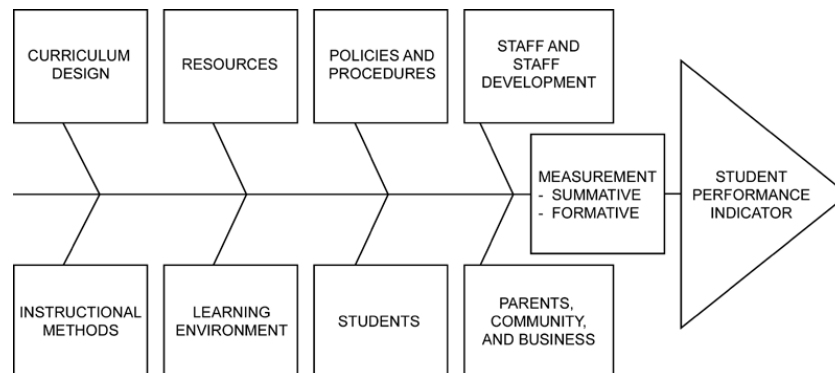 CURRICULUM
DESIGN
RESOURCES
POLICIES AND
PROCEDURES
STAFF AND
STAFF
DEVELOPMENT
MEASUREMENT
- SUMMATIVE
- FORMATIVE
STUDENT
PERFORMANCE
INDICATOR
INSTRUCTIONAL
METHODS
LEARNING
ENVIRONMENT
STUDENTS
PARENTS,
COMMUNITY,
AND BUSINESS